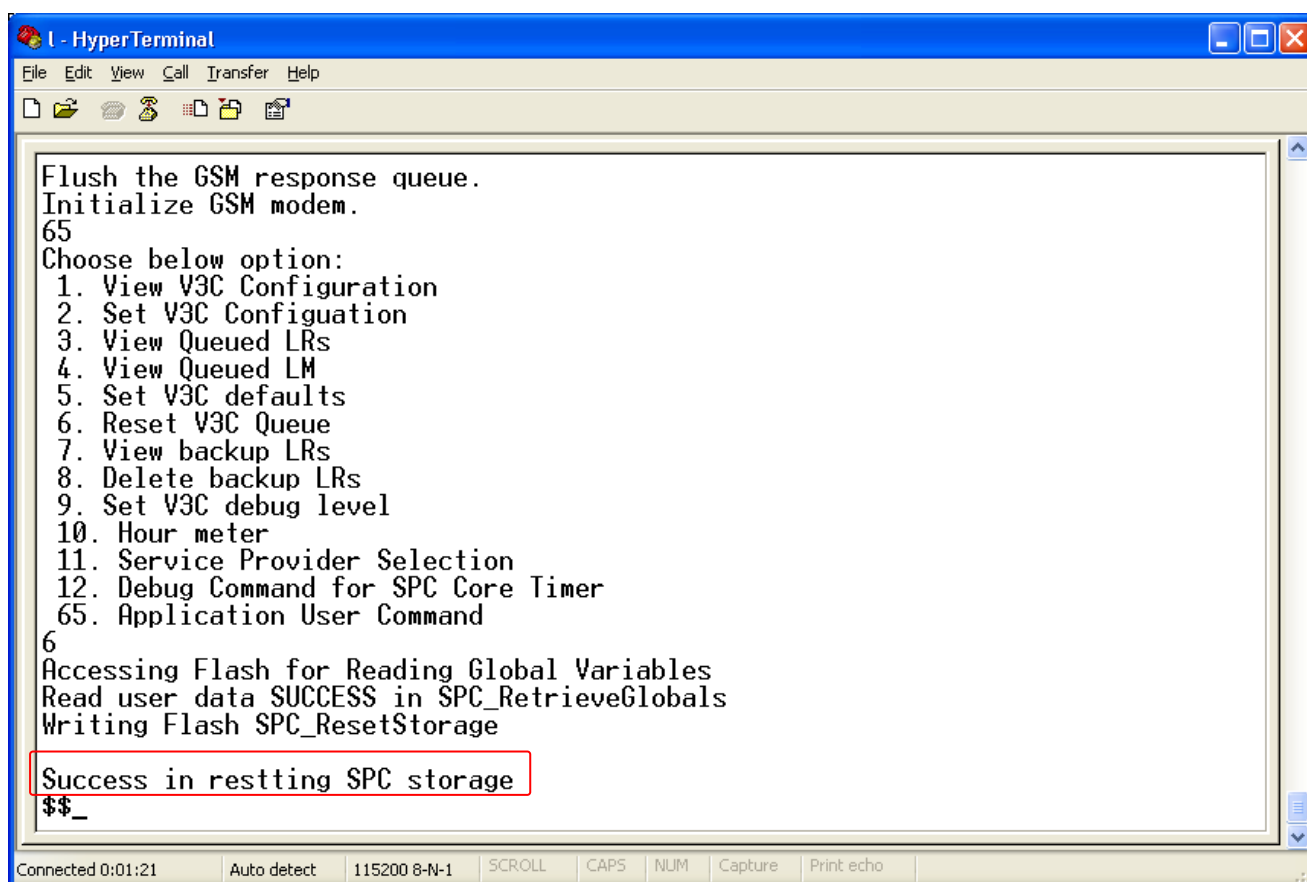 l - HyperTerminal
File Edit View Call Transfer Help
Flush the GSM response queue.
Initialize GSM modem.
65
Choose below option:
1. View V3C Configuration
2. Set V3C Configuation
3. View Queued LRs
4. View Queued LM
5. Set V3C defaults
6. Reset V3C Queue
7. View backup LRs
8. Delete backup LRs
9. Set V3C debug level
10. Hour meter
11. Service Provider Selection
12. Debug Command for SPC Core Timer
65. Application User Command
6
Accessing Flash for Reading Global Variables
Read user data SUCCESS in SPC_RetrieveGlobals
Writing Flash SPC_ResetStorage
Success in restting SPC storage
$$_
Connected 0:01:21 Auto detect 115200 8-N-1 SCROLL CAPS NUM Capture Print echo